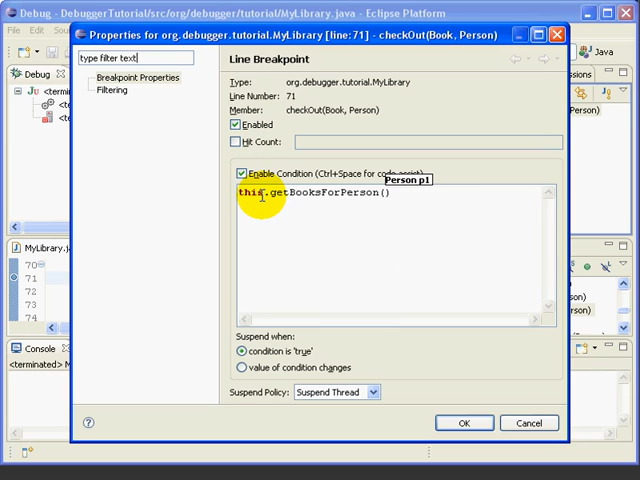 Debug - DebuggerTutorial/src/org/debugger/tutorial/MyLibrary.java - Eclipse Platform
File
Java
Properties for org.debugger.tutorial.MyLibrary [line: 71] - checkOut(Book, Person)
type filter text
Breakpoint Properties
Filtering
Line Breakpoint
Type: org.debugger.tutorial.MyLibrary
Line Number: 71
Member: checkOut(Book, Person)
Enabled
Hit Count:
Enable Condition (Ctrl+Space for code assist)
Person p1
this.getBooksForPerson()
Suspend when:
condition is 'true'
value of condition changes
Suspend Policy: Suspend Thread
OK
Cancel
Debug
<termina
<te
<te
MyLibrary.j
70
71
72
73
74
Console
<terminated> M